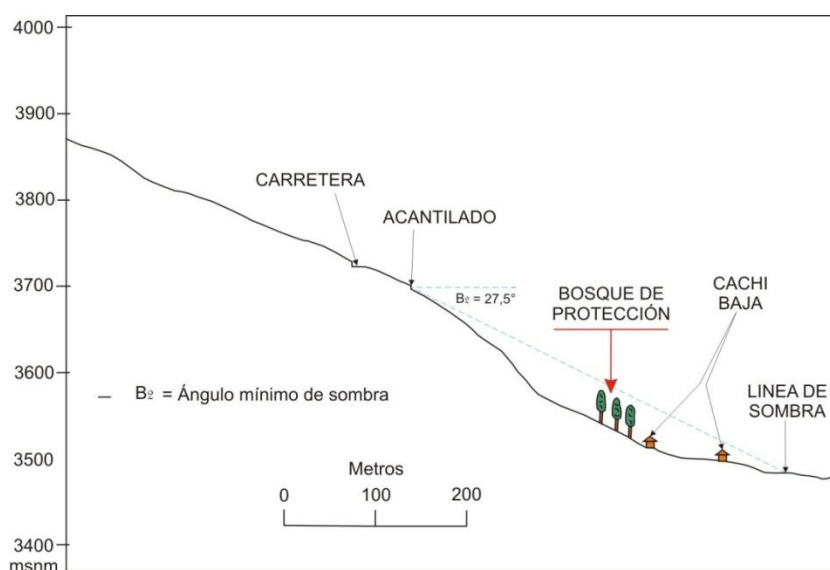 4000
3900
3800
3700
3600
3500
3400
msnm
CARRETERA
ACANTILADO
B2 = 27,5°
BOSQUE DE
PROTECCIÓN
CACHI
BAJA
LINEA DE
SOMBRA
B2 = Ángulo mínimo de sombra
Metros
0 100 200